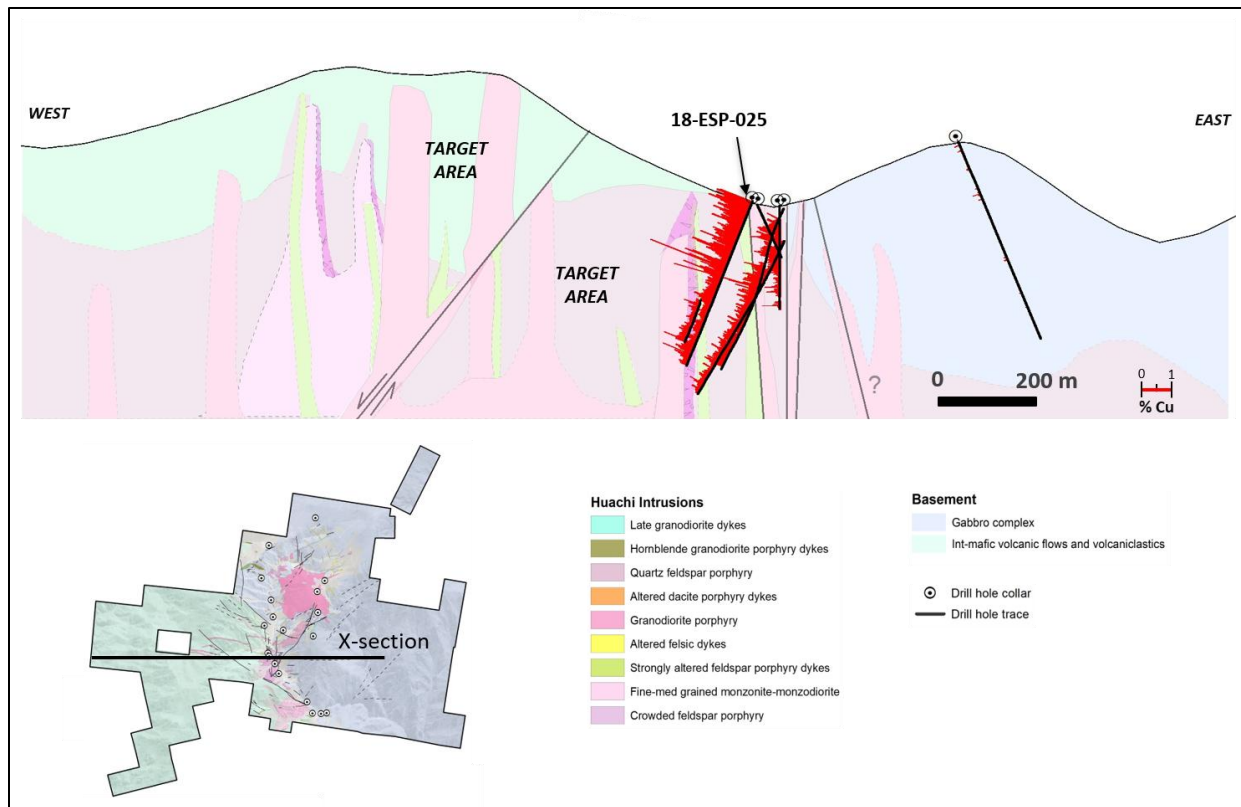 WEST
TARGET
AREA
18-ESP-025
EAST
TARGET
AREA
?
0 200 m
0 1
% Cu
X-section
Huachi Intrusions
Late granodiorite dykes
Hornblende granodiorite porphyry dykes
Quartz feldspar porphyry
Altered dacite porphyry dykes
Granodiorite porphyry
Altered felsic dykes
Strongly altered feldspar porphyry dykes
Fine-med grained monzonite-monzodiorite
Crowded feldspar porphyry
Basement
Gabbro complex
Int-mafic volcanic flows and volcaniclastics
Drill hole collar
Drill hole trace